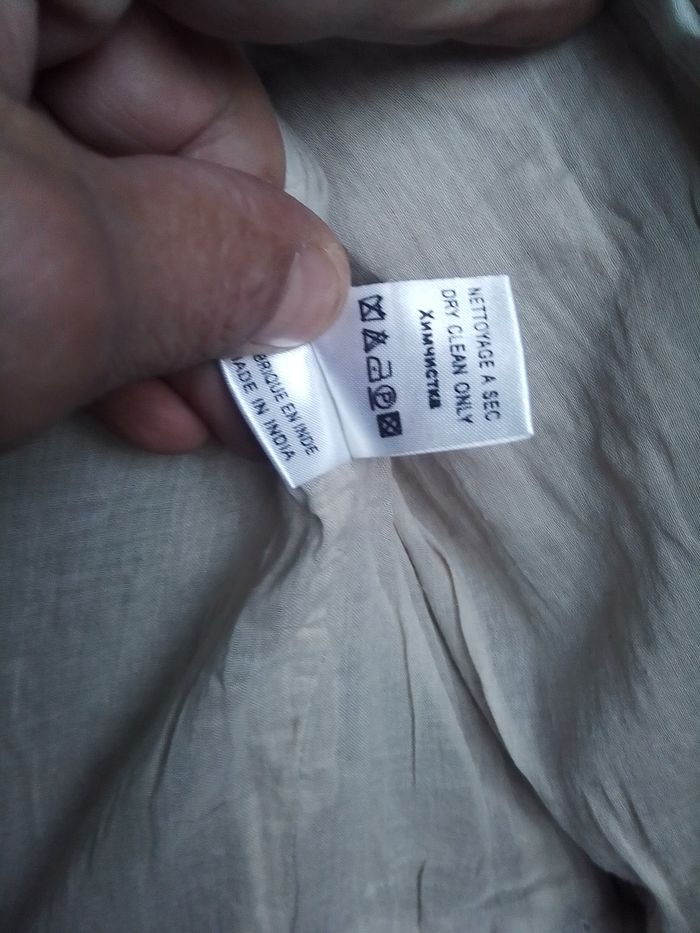 NETTOYAGE A SEC
DRY CLEAN ONLY
Химчистка
BRIQUE EN INDE
ADE IN INDIA